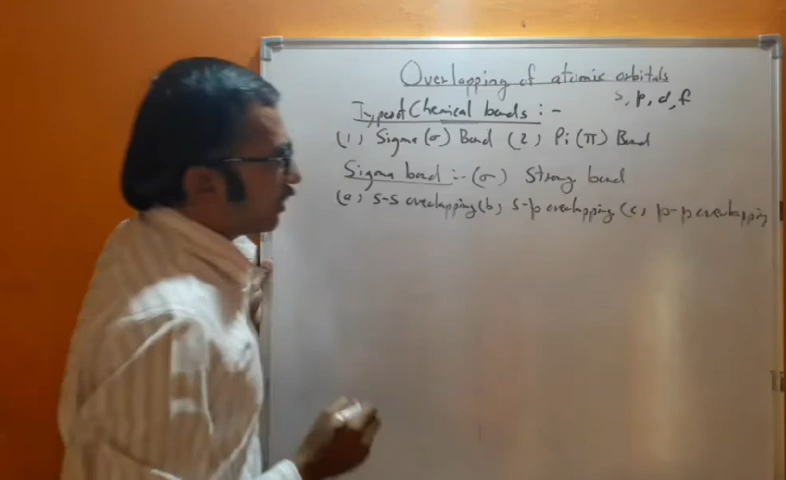 Overlapping of atomic orbitals
s, p, d, f
Type of Chemical bonds :-
(1) Sigma (σ) Bond (2) Pi (π) Bond
Sigma bond :- (σ) Strong bond
(a) s-s overlapping (b) s-p overlapping (c) p-p overlapping